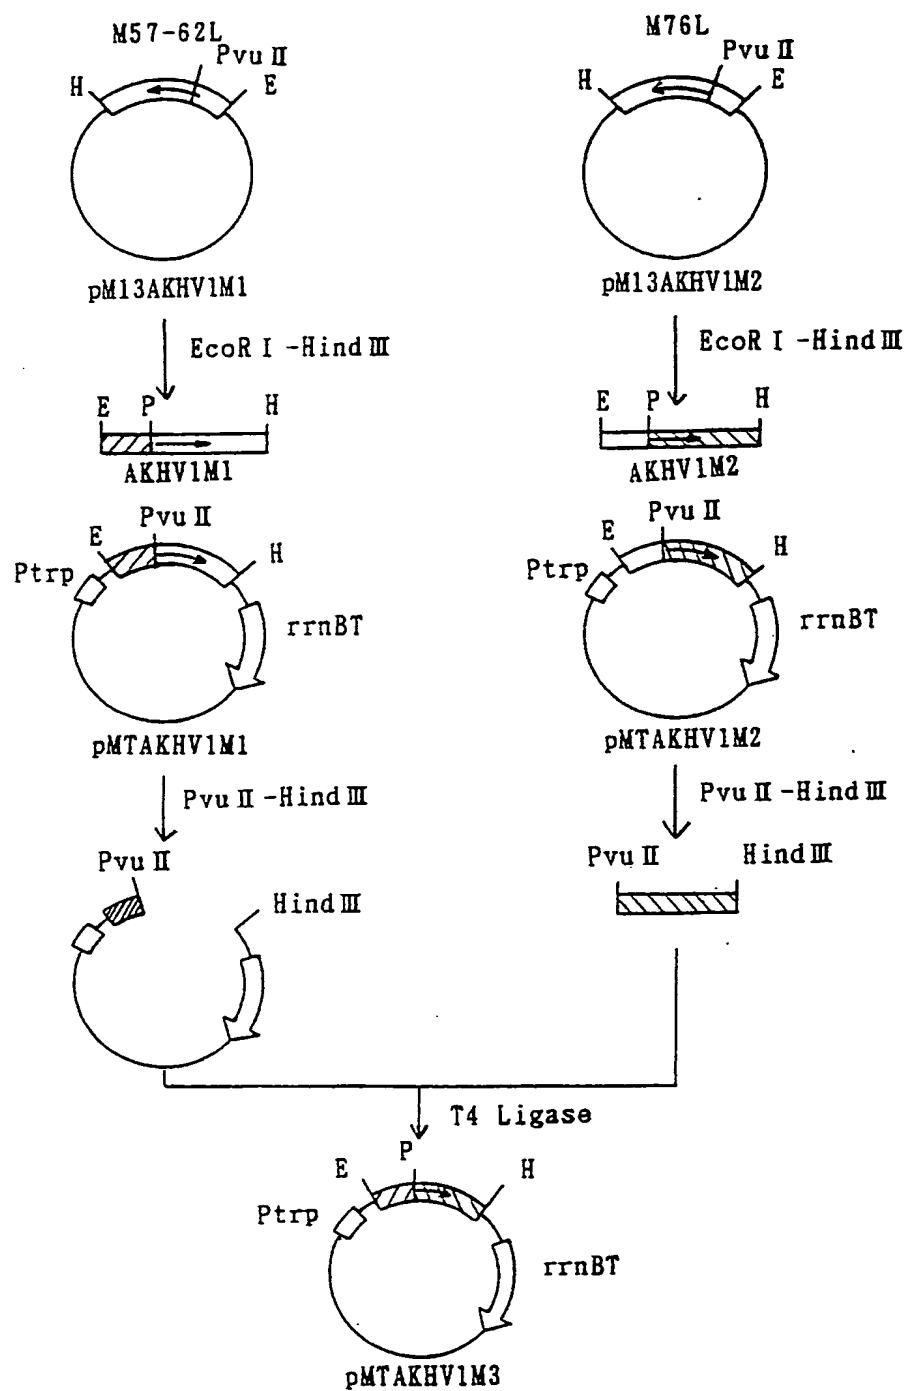 M57-62L
M76L
Pvu II
H
E
Pvu II
H
E
pM13AKHV1M1
pM13AKHV1M2
EcoR I -Hind III
EcoR I -Hind III
E P H
E P H
AKHV1M1
AKHV1M2
Pvu II
E
H
Ptrp
rrnBT
Pvu II
E
H
Ptrp
rrnBT
pMTAKHV1M1
pMTAKHV1M2
Pvu II -Hind III
Pvu II -Hind III
Pvu II
Hind III
Pvu II
Hind III
T4 Ligase
P
E
H
Ptrp
rrnBT
pMTAKHV1M3